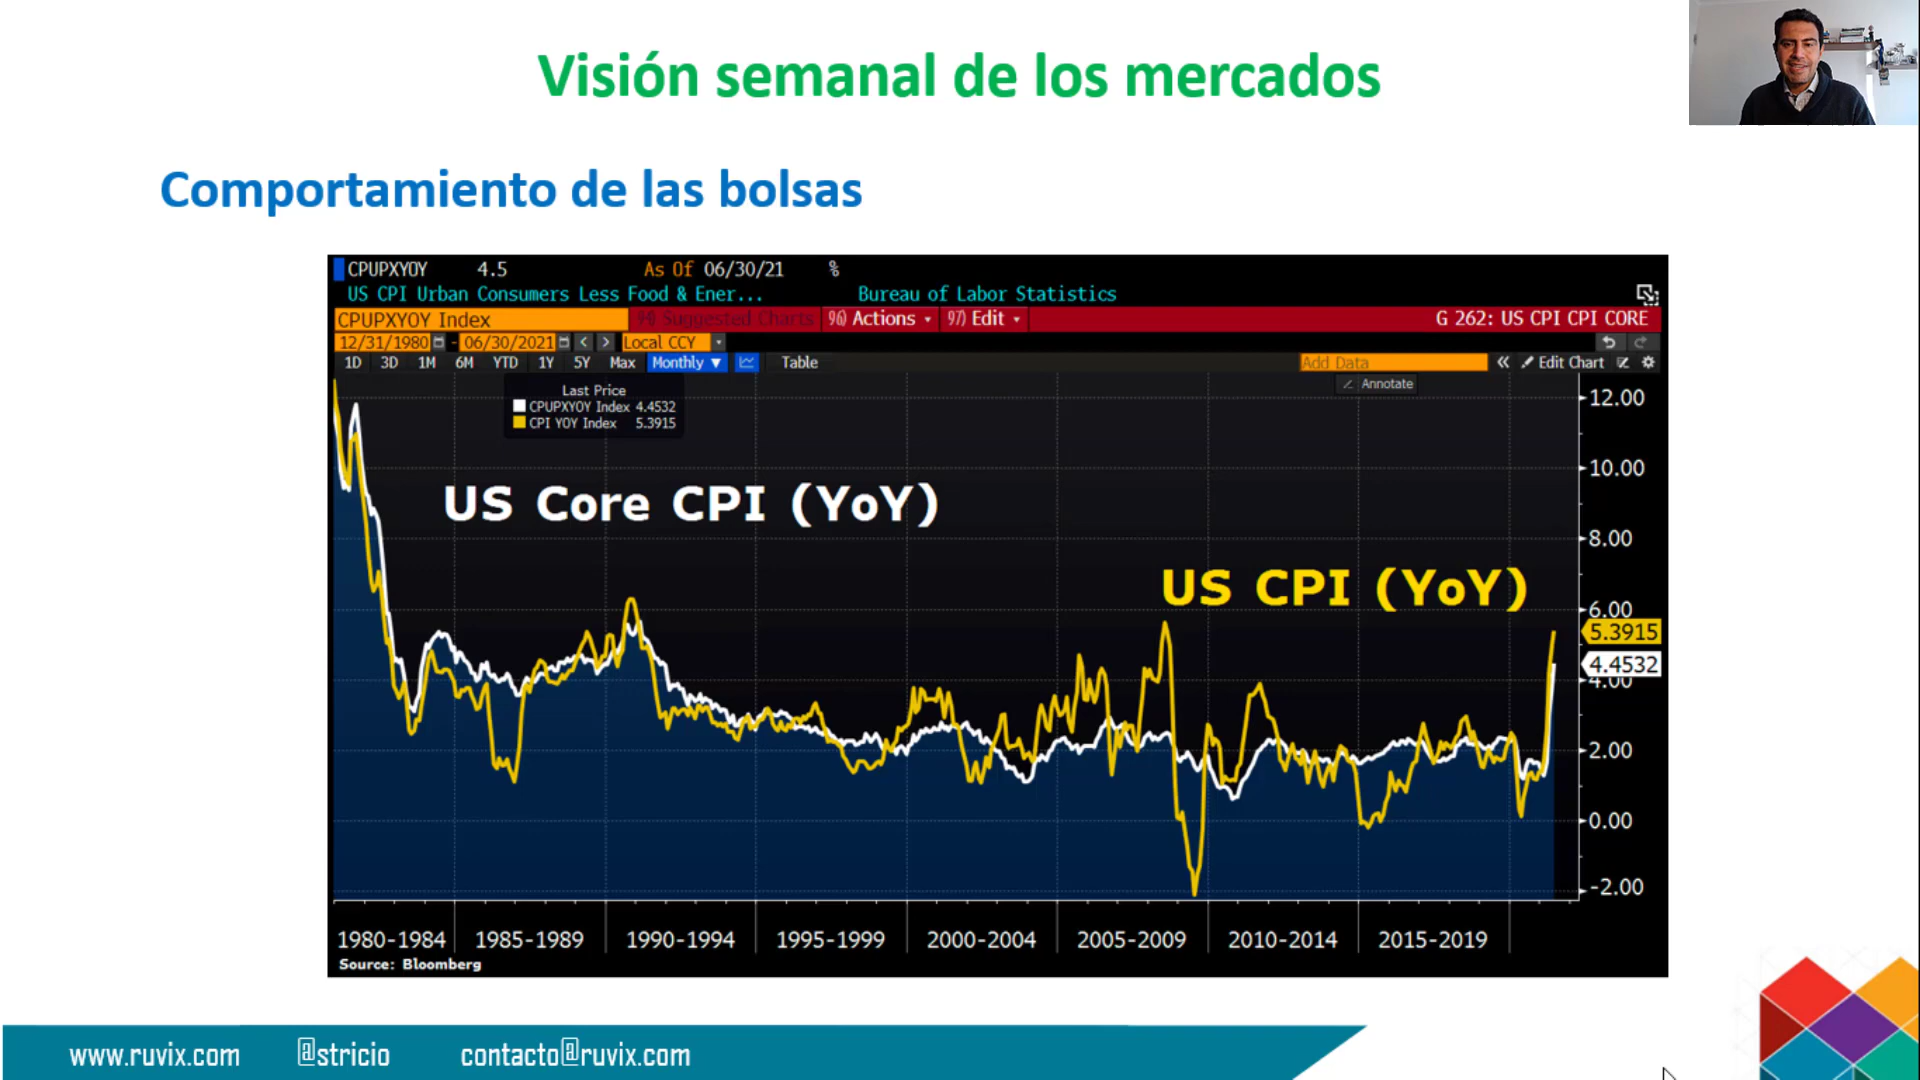 Visión semanal de los mercados
Comportamiento de las bolsas
CPUPXYOY 4.5 As Of 06/30/21 %
US CPI Urban Consumers Less Food & Ener... Bureau of Labor Statistics
CPUPXYOY Index 94) Suggested Charts 96) Actions 97) Edit G 262: US CPI CPI CORE
12/31/1980 - 06/30/2021 < > Local CCY
1D 3D 1M 6M YTD 1Y 5Y Max Monthly ▼ Table Add Data « Edit Chart
Annotate
Last Price
CPUPXYOY Index 4.4532
CPI YOY Index 5.3915
US Core CPI (YoY)
US CPI (YoY)
12.00
10.00
8.00
6.00
5.3915
4.4532
4.00
2.00
0.00
-2.00
1980-1984 1985-1989 1990-1994 1995-1999 2000-2004 2005-2009 2010-2014 2015-2019
Source: Bloomberg
www.ruvix.com @stricio contacto@ruvix.com